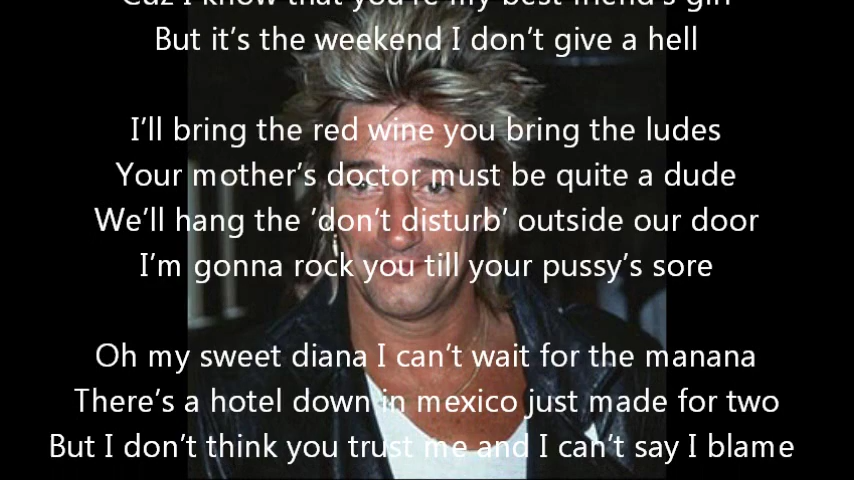 Cuz I know that you're my best friend's girl
But it's the weekend I don't give a hell
I'll bring the red wine you bring the ludes
Your mother's doctor must be quite a dude
We'll hang the 'don't disturb' outside our door
I'm gonna rock you till your pussy's sore
Oh my sweet diana I can't wait for the manana
There's a hotel down in mexico just made for two
But I don't think you trust me and I can't say I blame